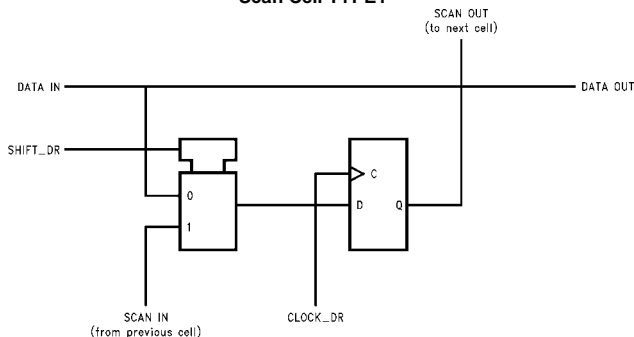 Scan Cell TYPE1
SCAN OUT
(to next cell)
DATA IN
DATA OUT
SHIFT_DR
C
0
D
Q
1
SCAN IN
(from previous cell)
CLOCK_DR